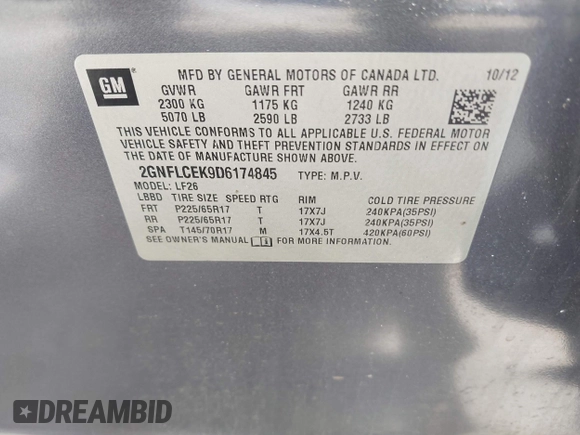 GM
MFD BY GENERAL MOTORS OF CANADA LTD. 10/12
GVWR GAWR FRT GAWR RR
2300 KG 1175 KG 1240 KG
5070 LB 2590 LB 2733 LB
THIS VEHICLE CONFORMS TO ALL APPLICABLE U.S. FEDERAL MOTOR
VEHICLE SAFETY AND THEFT PREVENTION STANDARDS IN EFFECT ON
THE DATE OF MANUFACTURE SHOWN ABOVE.
2GNFLCEK9D6174845 TYPE: M.P.V.
MODEL: LF26
LBBD TIRE SIZE SPEED RTG RIM COLD TIRE PRESSURE
FRT P225/65R17 T 17X7J 240KPA(35PSI)
RR P225/65R17 T 17X7J 240KPA(35PSI)
SPA T145/70R17 M 17X4.5T 420KPA(60PSI)
SEE OWNER'S MANUAL i FOR MORE INFORMATION.
DREAMBID